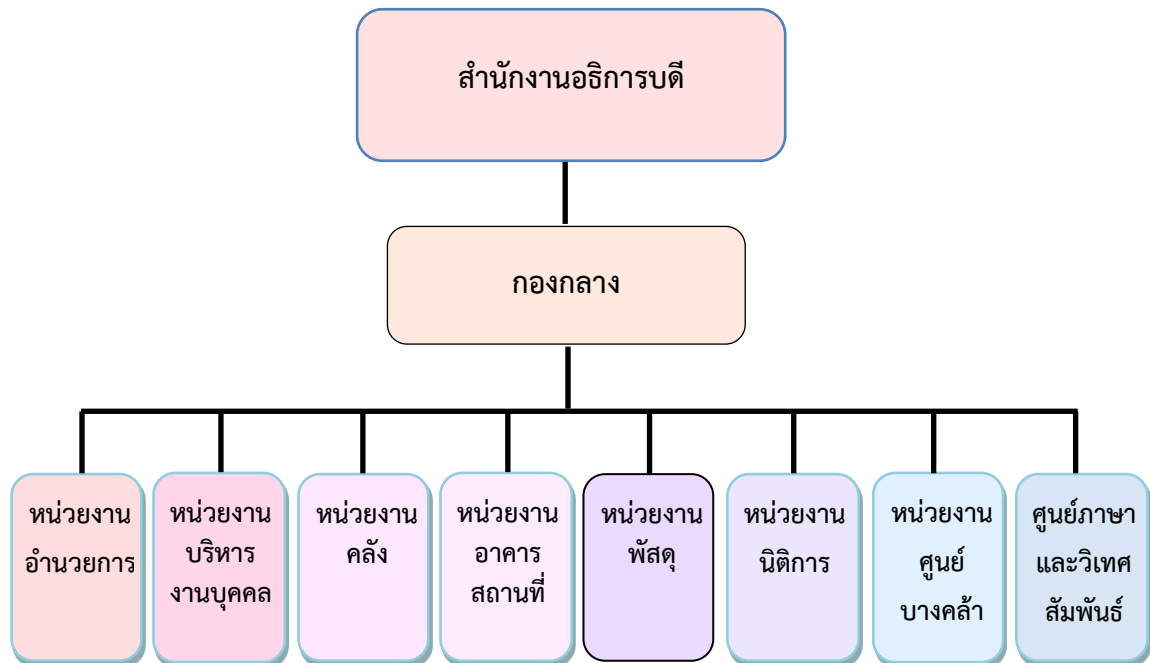 สำนักงานอธิการบดี
กองกลาง
หน่วยงาน
อำนวยการ
หน่วยงาน
บริหาร
งานบุคคล
หน่วยงาน
คลัง
หน่วยงาน
อาคาร
สถานที่
หน่วยงาน
พัสดุ
หน่วยงาน
นิติการ
หน่วยงาน
ศูนย์
บางคล้า
ศูนย์ภาษา
และวิเทศ
สัมพันธ์